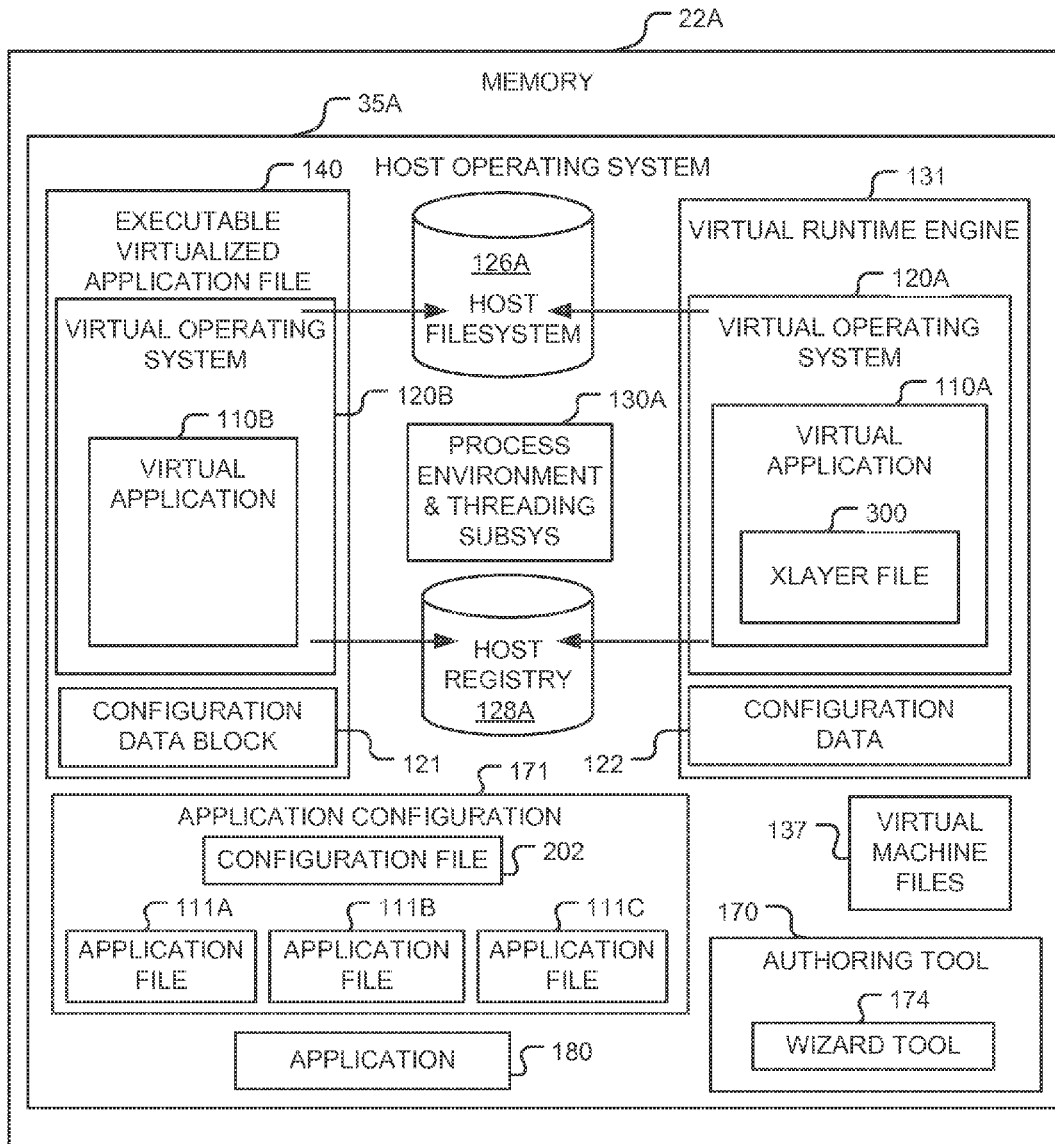 22A
MEMORY
35A
HOST OPERATING SYSTEM
140
EXECUTABLE
VIRTUALIZED
APPLICATION FILE
VIRTUAL OPERATING
SYSTEM
120B
110B
VIRTUAL
APPLICATION
CONFIGURATION
DATA BLOCK
121
126A
HOST
FILESYSTEM
130A
PROCESS
ENVIRONMENT
& THREADING
SUBSYS
HOST
REGISTRY
128A
131
VIRTUAL RUNTIME ENGINE
120A
VIRTUAL OPERATING
SYSTEM
110A
VIRTUAL
APPLICATION
300
XLAYER FILE
CONFIGURATION
DATA
122
171
APPLICATION CONFIGURATION
CONFIGURATION FILE
202
111A
APPLICATION
FILE
111B
APPLICATION
FILE
111C
APPLICATION
FILE
137
VIRTUAL
MACHINE
FILES
170
AUTHORING TOOL
174
WIZARD TOOL
APPLICATION
180